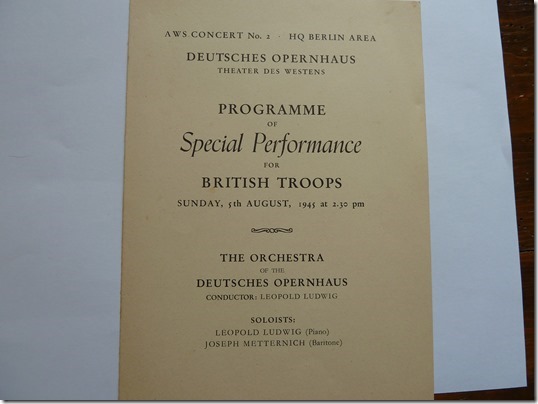 AWS CONCERT No. 2 · HQ BERLIN AREA
DEUTSCHES OPERNHAUS
THEATER DES WESTENS
PROGRAMME
OF
Special Performance
FOR
BRITISH TROOPS
SUNDAY, 5th AUGUST, 1945 at 2.30 pm
THE ORCHESTRA
OF THE
DEUTSCHES OPERNHAUS
CONDUCTOR: LEOPOLD LUDWIG
SOLOISTS:
LEOPOLD LUDWIG (Piano)
JOSEPH METTERNICH (Baritone)